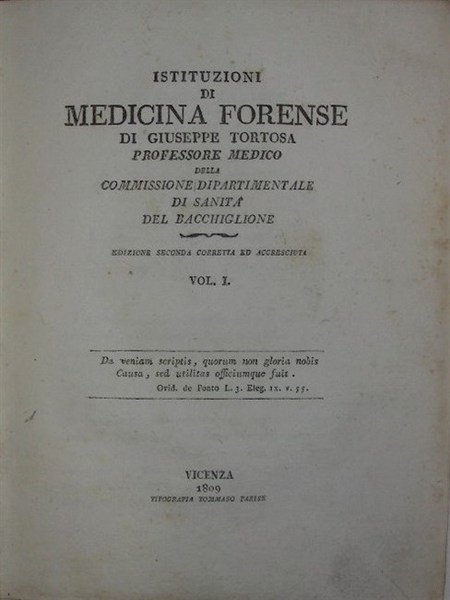 ISTITUZIONI
DI
MEDICINA FORENSE
DI GIUSEPPE TORTOSA
PROFESSORE MEDICO
DELLA
COMMISSIONE DIPARTIMENTALE
DI SANITA'
DEL BACCHIGLIONE
EDIZIONE SECONDA CORRETTA ED ACCRESCIUTA
VOL. I.
Da veniam scriptis, quorum non gloria nobis
Causa, sed utilitas officiumque fuit.
Ovid. de Ponto L. 3. Eleg. IX. v. 55.
VICENZA
1809
TIPOGRAFIA TOMMASO PARISE